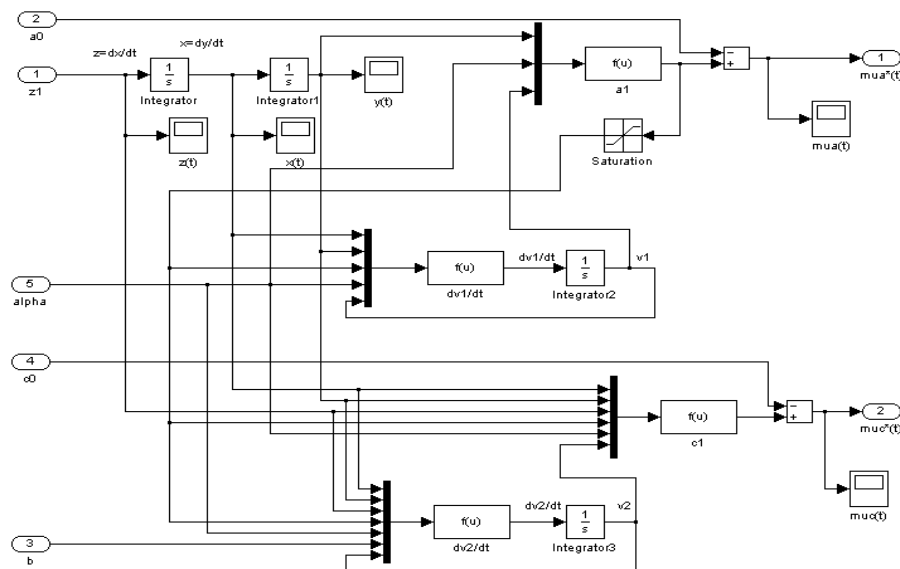 2
a0
z=dx/dt
x=dy/dt
1
z1
1
s
Integrator
1
s
Integrator1
y(t)
f(u)
a1
−
+
1
mua*(t)
mua(t)
z(t)
x(t)
Saturation
5
alpha
f(u)
dv1/dt
dv1/dt
1
s
Integrator2
v1
4
c0
f(u)
c1
−
+
2
muc*(t)
muc(t)
3
b
f(u)
dv2/dt
dv2/dt
1
s
Integrator3
v2